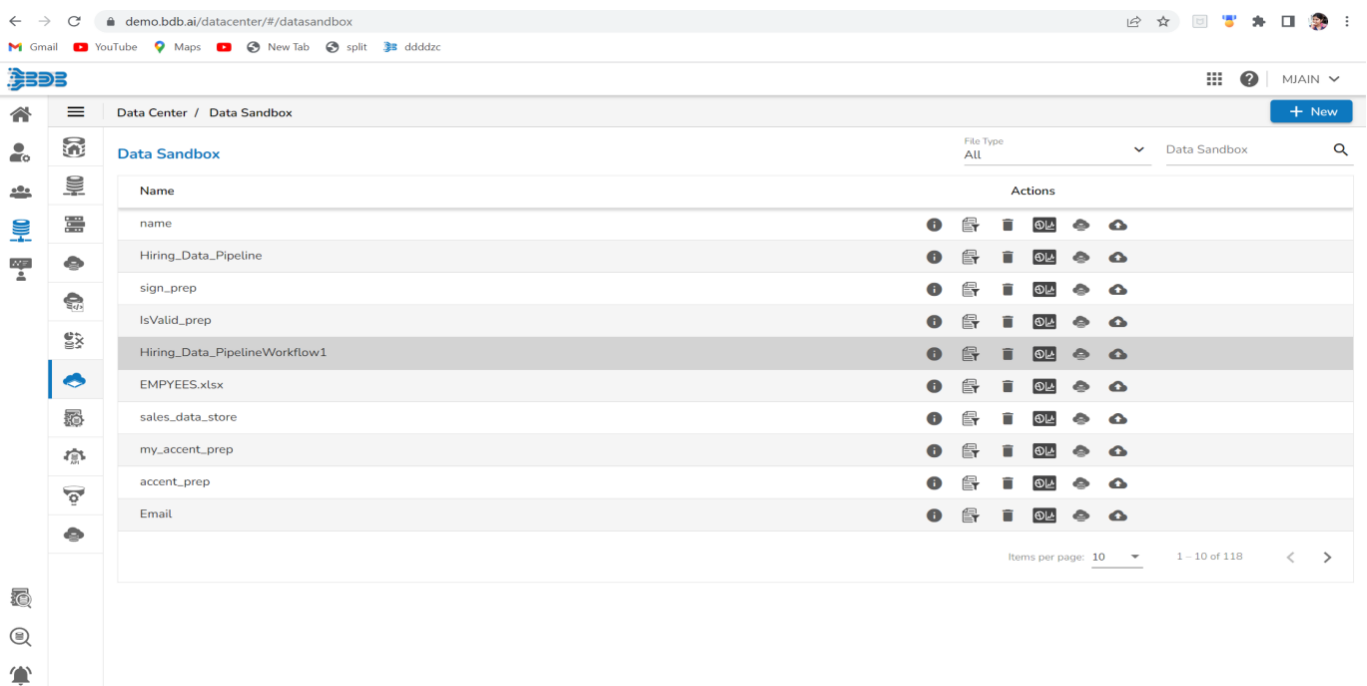 demo.bdb.ai/datacenter/#/datasandbox
Gmail YouTube Maps New Tab split ddddzc
BDB MJAIN
Data Center / Data Sandbox + New
Data Sandbox File Type All Data Sandbox
Name Actions
name
Hiring_Data_Pipeline
sign_prep
IsValid_prep
Hiring_Data_PipelineWorkflow1
EMPYEES.xlsx
sales_data_store
my_accent_prep
accent_prep
Email
Items per page: 10 1 – 10 of 118